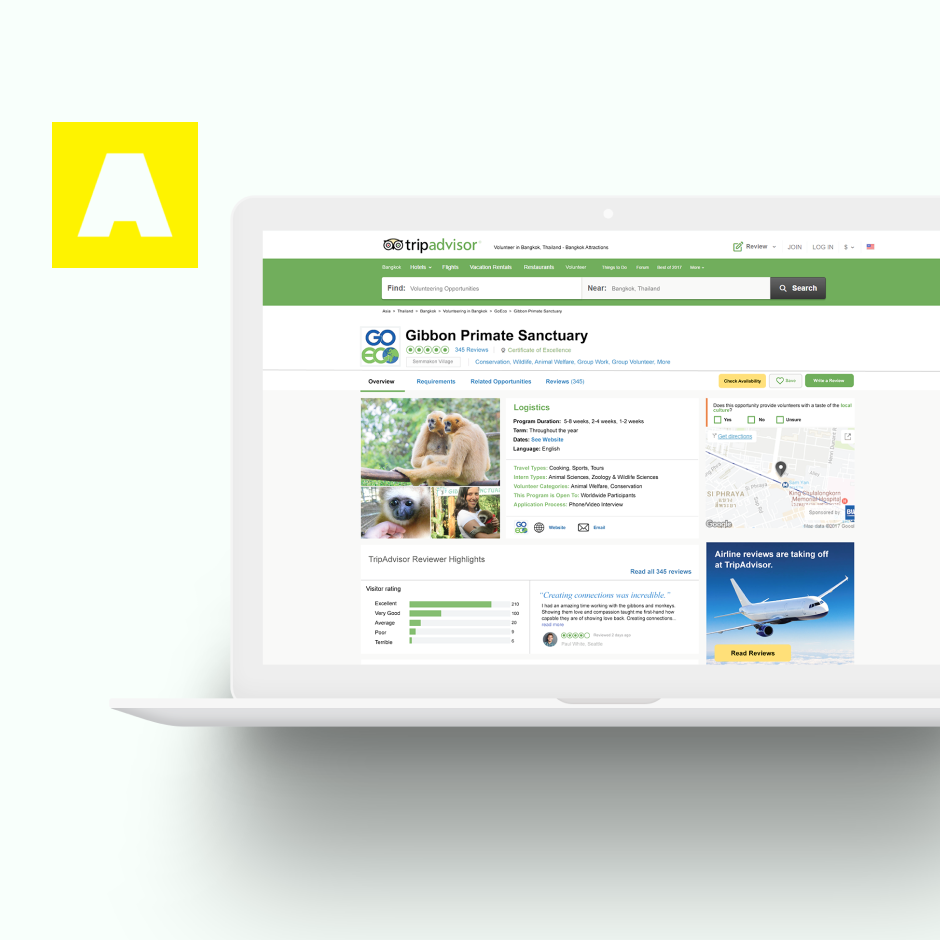 A
tripadvisor
Volunteer in Bangkok, Thailand - Bangkok Attractions
Review
JOIN
LOG IN
$
Bangkok Hotels Flights Vacation Rentals Restaurants Volunteer Things to Do Forum Best of 2017 More
Find: Volunteering Opportunities
Near: Bangkok, Thailand
Search
Asia > Thailand > Bangkok > Volunteering in Bangkok > GoEco > Gibbon Primate Sanctuary
GO
ECO
Gibbon Primate Sanctuary
345 Reviews
Certificate of Excellence
Conservation, Wildlife, Animal Welfare, Group Work, Group Volunteer, More
Overview
Requirements
Related Opportunities
Reviews (345)
Check Availability
Save
Write a Review
Logistics
Program Duration: 5-8 weeks, 2-4 weeks, 1-2 weeks
Term: Throughout the year
Dates: See Website
Language: English
Travel Types: Cooking, Sports, Tours
Intern Types: Animal Sciences, Zoology & Wildlife Sciences
Volunteer Categories: Animal Welfare, Conservation
This Program is Open To: Worldwide Participants
Application Process: Phone/Video Interview
GO
ECO
Website
Email
Does this opportunity provide volunteers with a taste of the local
culture?
Yes
No
Unsure
Get directions
SI PHRAYA
King Chulalongkorn
Memorial Hospital
Sponsored by
Google
Map data ©2017 Google
TripAdvisor Reviewer Highlights
Read all 345 reviews
Visitor rating
Excellent 210
Very Good 100
Average 20
Poor
Terrible
“Creating connections was incredible.”
I had an amazing time working with the gibbons and monkeys.
Showing them love and compassion taught me first-hand how
capable they are of showing love back. Creating connections...
read more
Reviewed 3 days ago
Paul White, Seattle
Airline reviews are taking off
at TripAdvisor.
Read Reviews